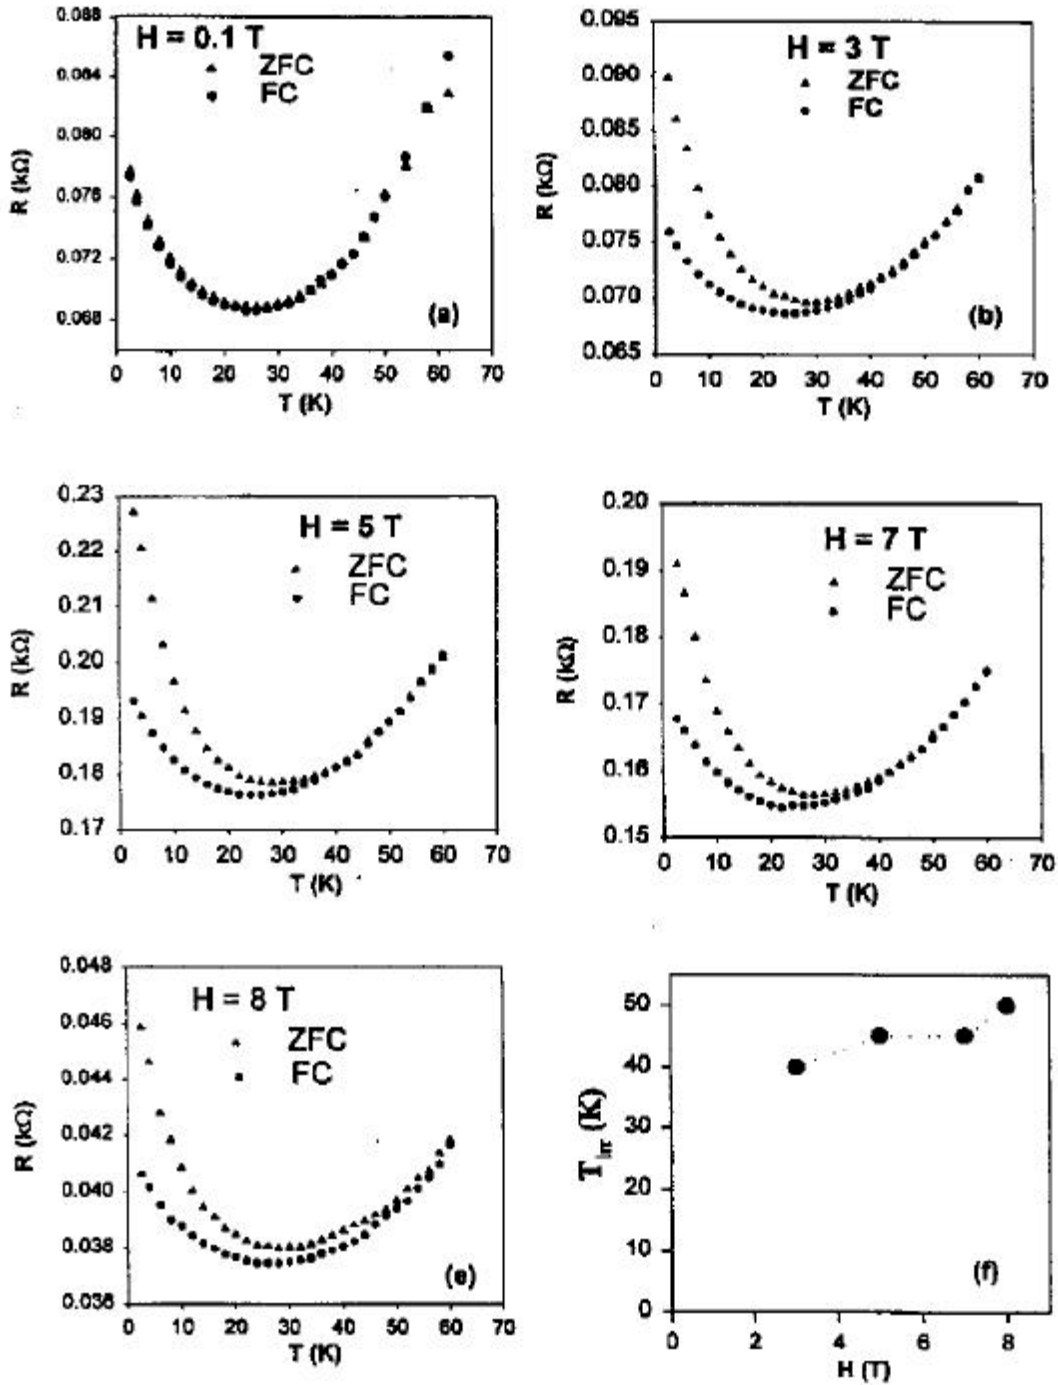 H = 0.1 T
ZFC
FC
0.088
0.084
0.080
0.076
0.072
0.068
R (kΩ)
(a)
0 10 20 30 40 50 60 70
T (K)
H = 3 T
ZFC
FC
0.095
0.090
0.085
0.080
0.075
0.070
0.065
R (kΩ)
(b)
0 10 20 30 40 50 60 70
T (K)
H = 5 T
ZFC
FC
0.23
0.22
0.21
0.20
0.19
0.18
0.17
R (kΩ)
0 10 20 30 40 50 60 70
T (K)
H = 7 T
ZFC
FC
0.20
0.19
0.18
0.17
0.16
0.15
R (kΩ)
0 10 20 30 40 50 60 70
T (K)
H = 8 T
ZFC
FC
0.048
0.046
0.044
0.042
0.040
0.038
0.036
R (kΩ)
(e)
0 10 20 30 40 50 60 70
T (K)
50
40
30
20
10
0
T irr (K)
(f)
0 2 4 6 8
H (T)